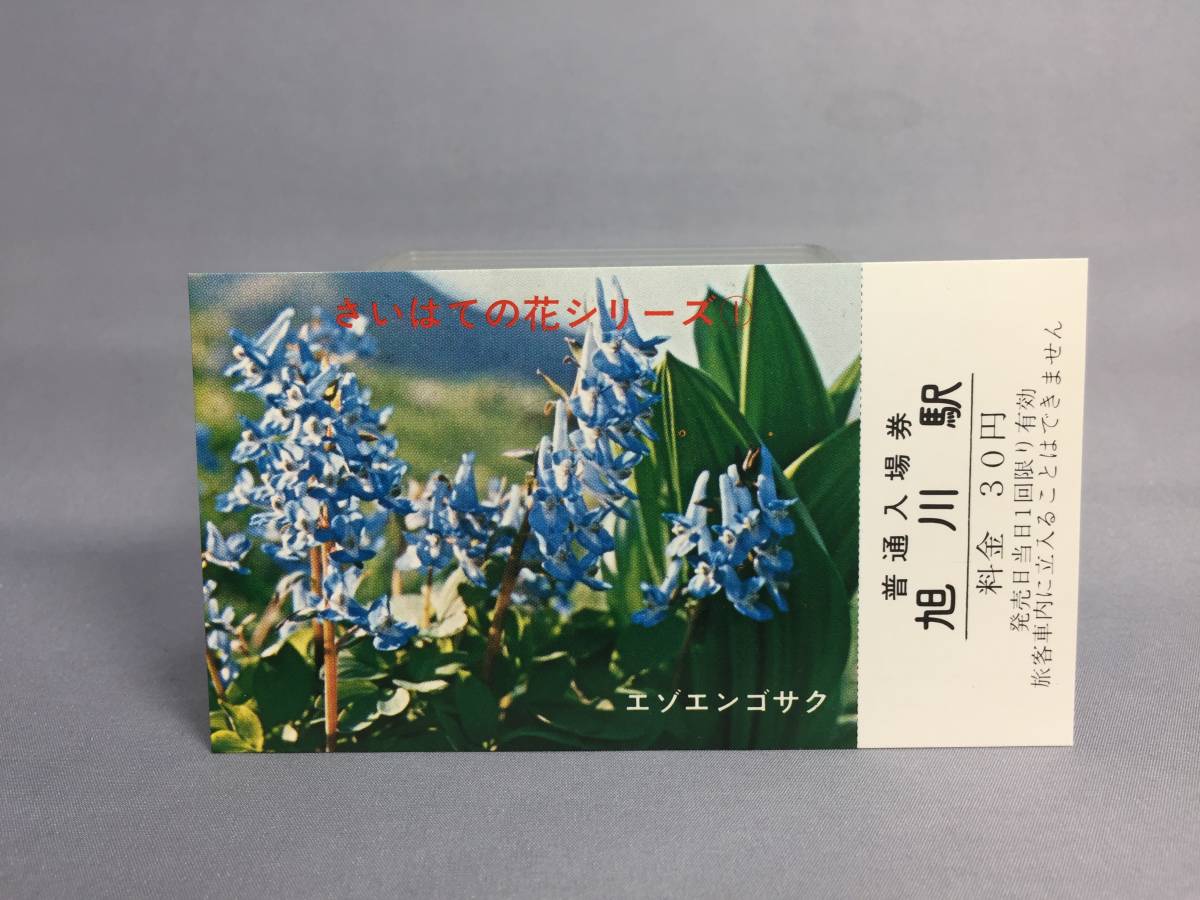 さいはての花シリーズ①
エゾエンゴサク
普通入場券
旭川駅
料金 30円
発売日当日1回限り有効
旅客車内に立入ることはできません